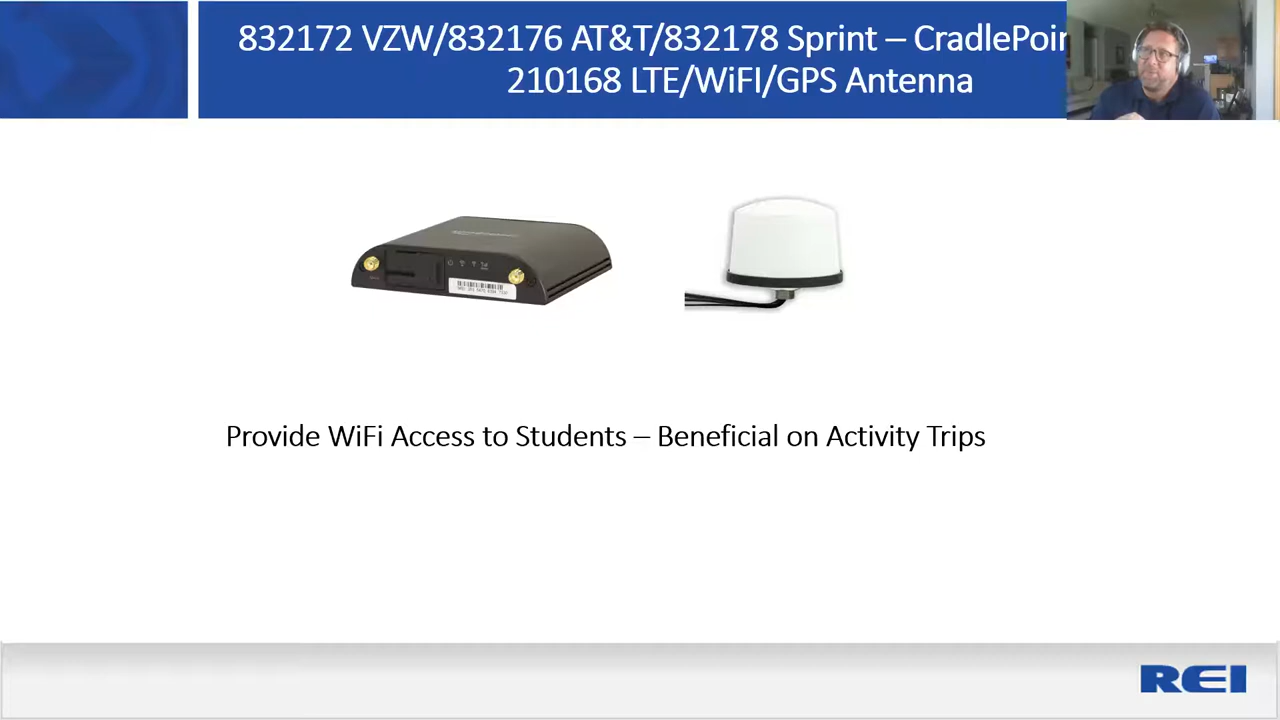 832172 VZW/832176 AT&T/832178 Sprint – CradlePoin
210168 LTE/WiFI/GPS Antenna
Provide WiFi Access to Students – Beneficial on Activity Trips
REI